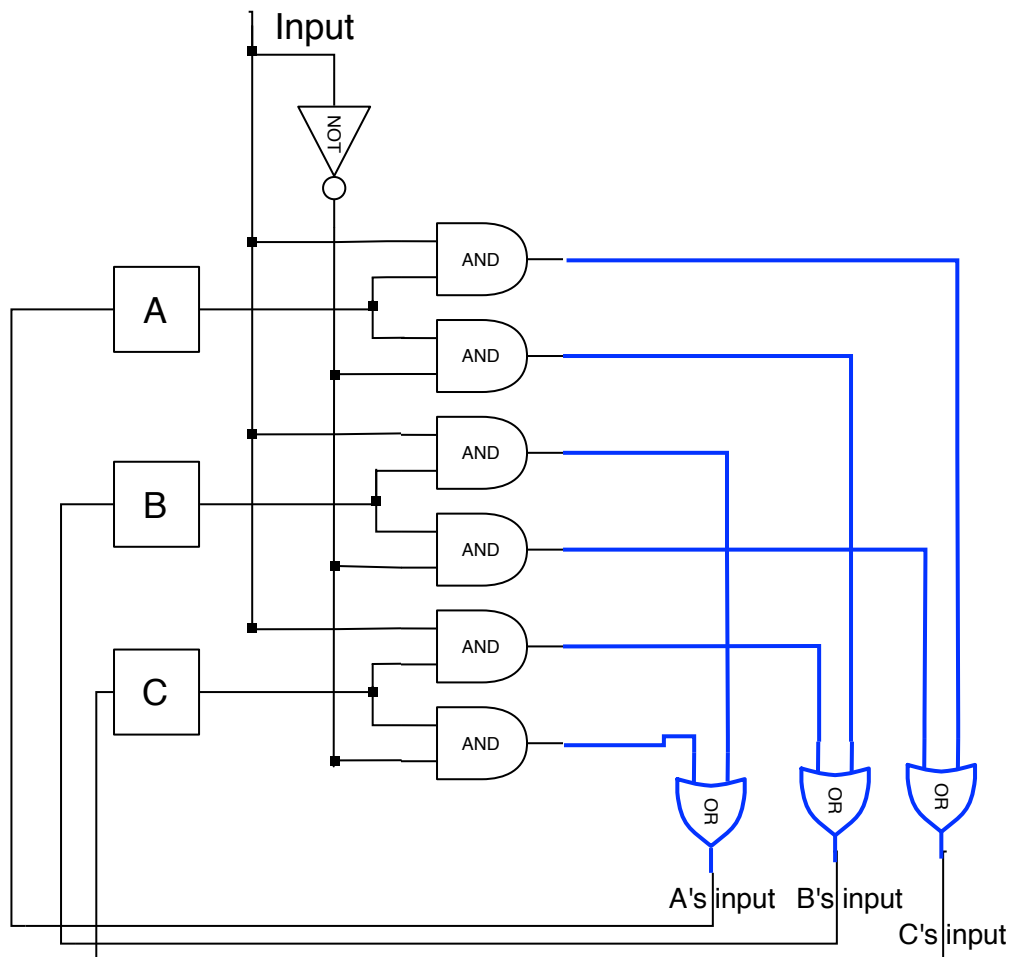 Input
NOT
AND
A
AND
AND
B
AND
AND
C
AND
OR
OR
OR
A's input
B's input
C's input